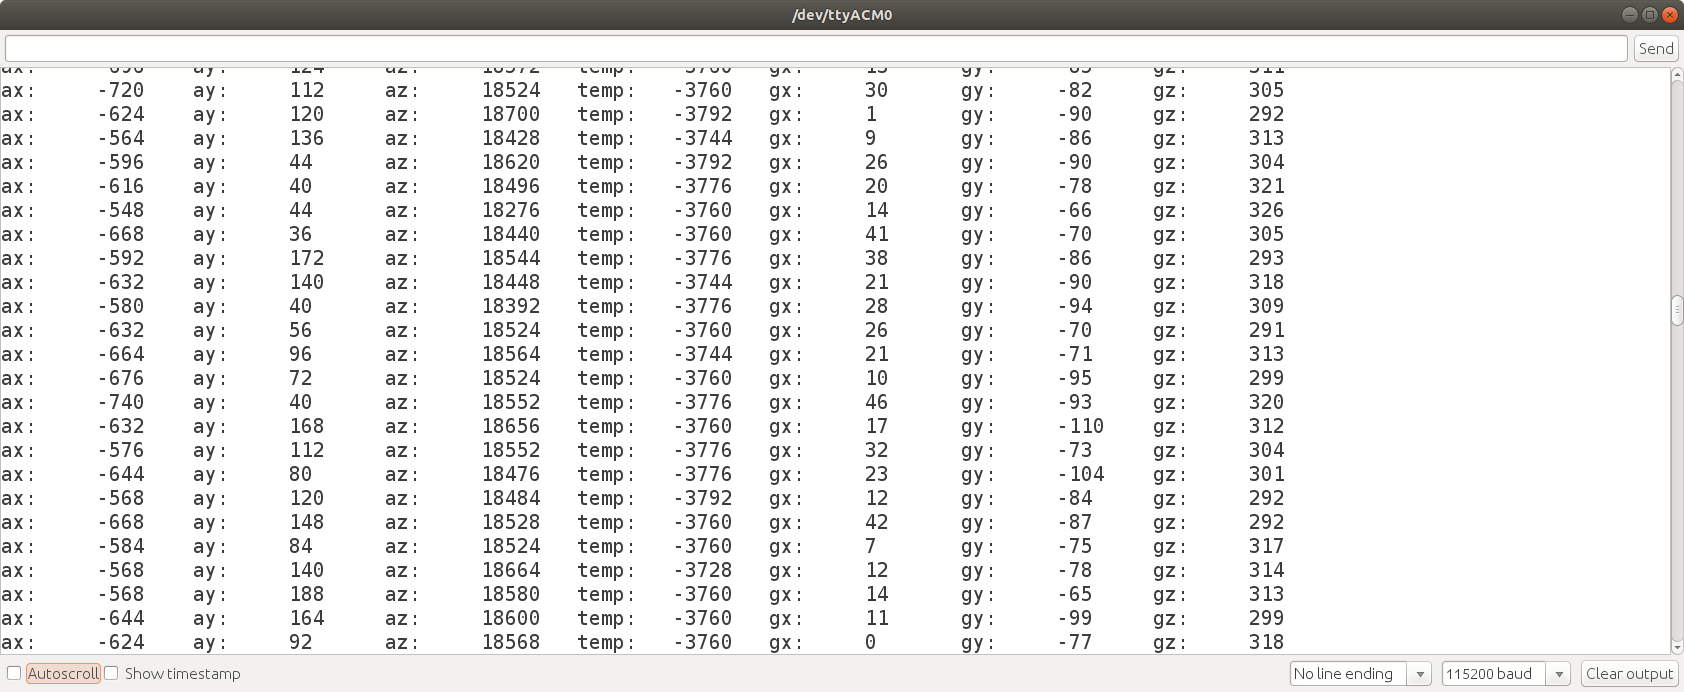 /dev/ttyACM0
Send
ax: -696 ay: 124 az: 18572 temp: -3760 gx: 15 gy: -85 gz: 311
ax: -720 ay: 112 az: 18524 temp: -3760 gx: 30 gy: -82 gz: 305
ax: -624 ay: 120 az: 18700 temp: -3792 gx: 1 gy: -90 gz: 292
ax: -564 ay: 136 az: 18428 temp: -3744 gx: 9 gy: -86 gz: 313
ax: -596 ay: 44 az: 18620 temp: -3792 gx: 26 gy: -90 gz: 304
ax: -616 ay: 40 az: 18496 temp: -3776 gx: 20 gy: -78 gz: 321
ax: -548 ay: 44 az: 18276 temp: -3760 gx: 14 gy: -66 gz: 326
ax: -668 ay: 36 az: 18440 temp: -3760 gx: 41 gy: -70 gz: 305
ax: -592 ay: 172 az: 18544 temp: -3776 gx: 38 gy: -86 gz: 293
ax: -632 ay: 140 az: 18448 temp: -3744 gx: 21 gy: -90 gz: 318
ax: -580 ay: 40 az: 18392 temp: -3776 gx: 28 gy: -94 gz: 309
ax: -632 ay: 56 az: 18524 temp: -3760 gx: 26 gy: -70 gz: 291
ax: -664 ay: 96 az: 18564 temp: -3744 gx: 21 gy: -71 gz: 313
ax: -676 ay: 72 az: 18524 temp: -3760 gx: 10 gy: -95 gz: 299
ax: -740 ay: 40 az: 18552 temp: -3776 gx: 46 gy: -93 gz: 320
ax: -632 ay: 168 az: 18656 temp: -3760 gx: 17 gy: -110 gz: 312
ax: -576 ay: 112 az: 18552 temp: -3776 gx: 32 gy: -73 gz: 304
ax: -644 ay: 80 az: 18476 temp: -3776 gx: 23 gy: -104 gz: 301
ax: -568 ay: 120 az: 18484 temp: -3792 gx: 12 gy: -84 gz: 292
ax: -668 ay: 148 az: 18528 temp: -3760 gx: 42 gy: -87 gz: 292
ax: -584 ay: 84 az: 18524 temp: -3760 gx: 7 gy: -75 gz: 317
ax: -568 ay: 140 az: 18664 temp: -3728 gx: 12 gy: -78 gz: 314
ax: -568 ay: 188 az: 18580 temp: -3760 gx: 14 gy: -65 gz: 313
ax: -644 ay: 164 az: 18600 temp: -3760 gx: 11 gy: -99 gz: 299
ax: -624 ay: 92 az: 18568 temp: -3760 gx: 0 gy: -77 gz: 318
Autoscroll Show timestamp No line ending 115200 baud Clear output